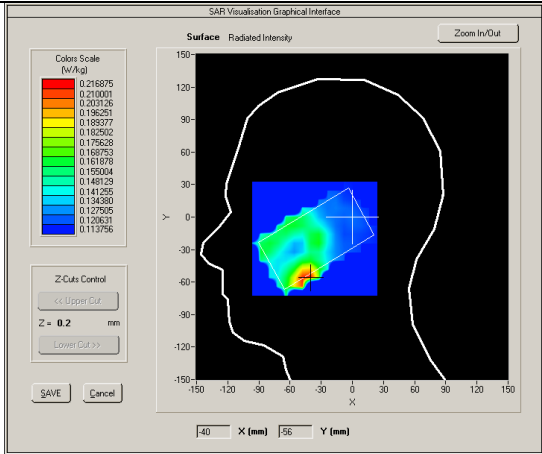 SAR Visualisation Graphical Interface
Surface Radiated Intensity
Zoom In/Out
Colors Scale
(W/kg)
0.216875
0.210001
0.203126
0.196251
0.189377
0.182502
0.175628
0.168753
0.161878
0.155004
0.148129
0.141255
0.134380
0.127505
0.120631
0.113756
Z-Cuts Control
<< Upper Cut
Z = 0.2 mm
Lower Cut >>
SAVE Cancel
150
120
90
60
30
0
-30
-60
-90
-120
-150
Y
-150 -120 -90 -60 -30 0 30 60 90 120 150
X
-40 X (mm) -56 Y (mm)